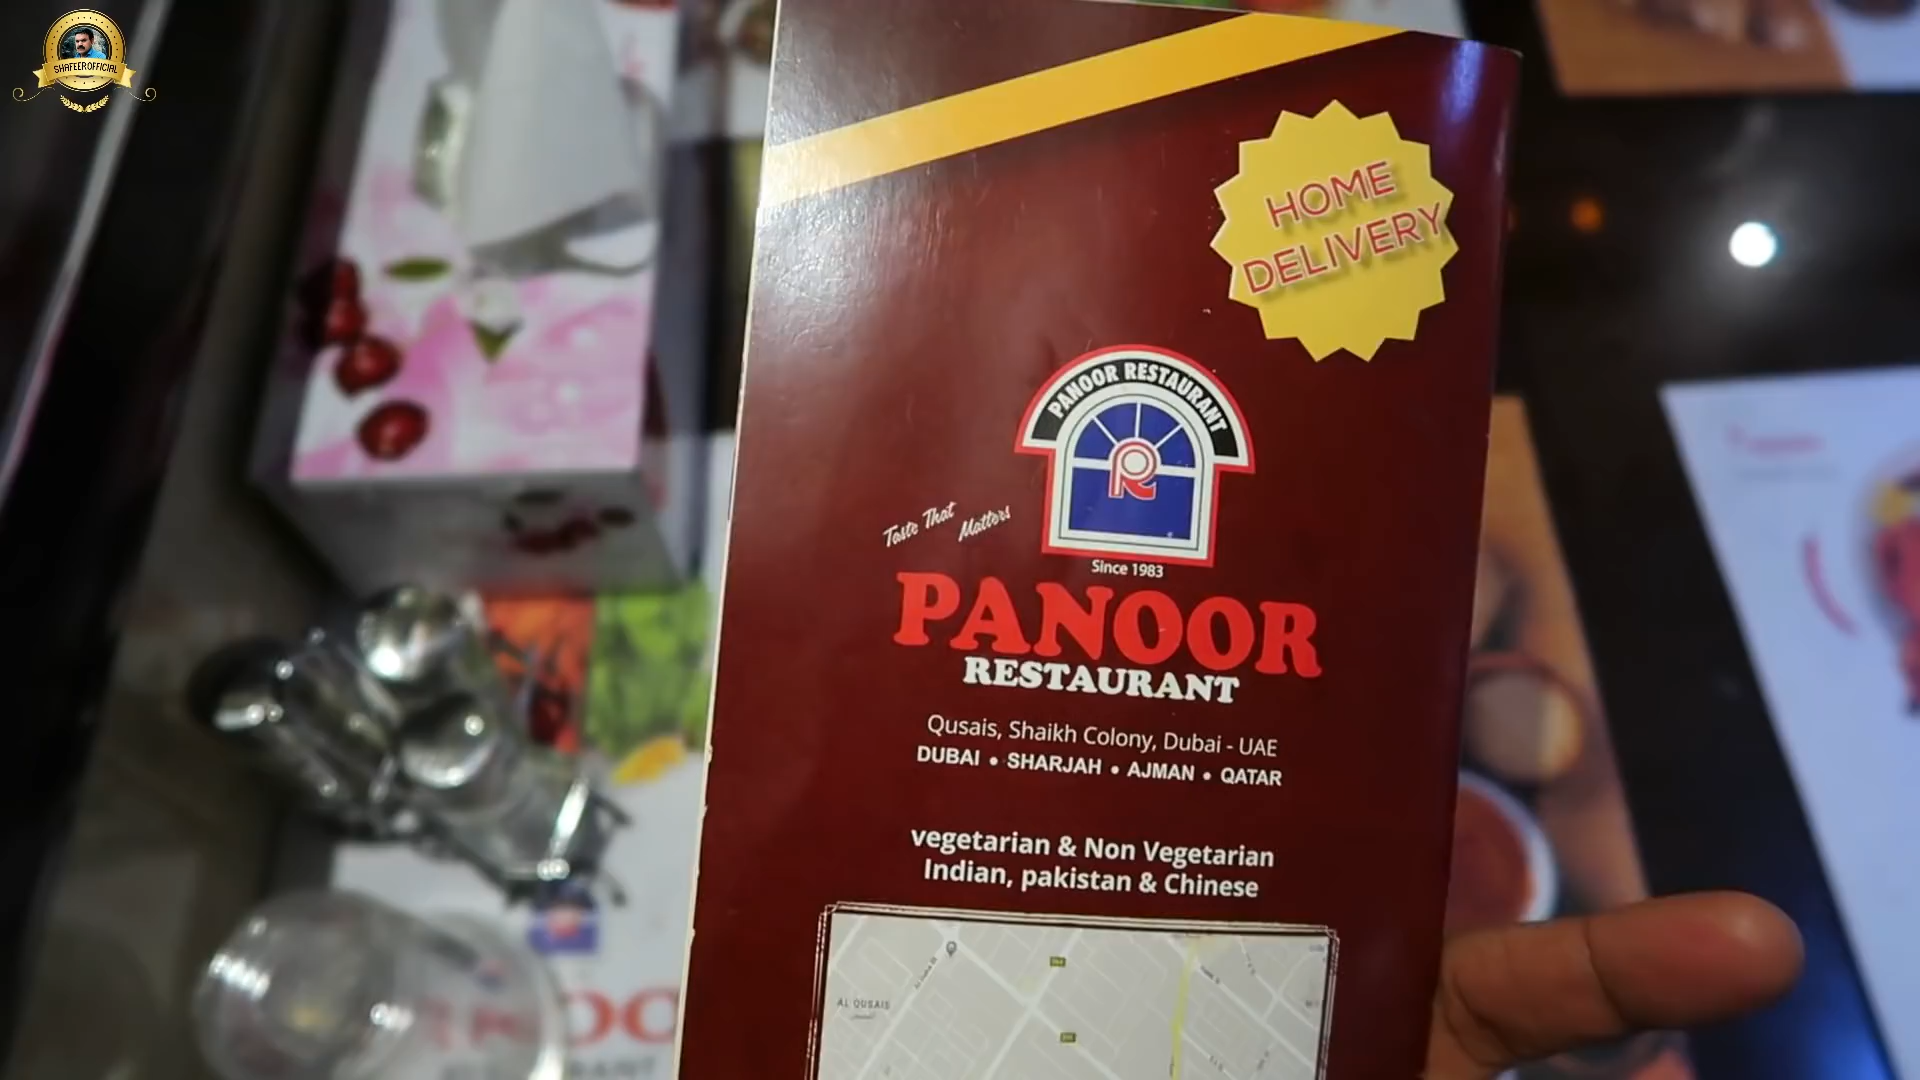 SHAFEEROFFICIAL
HOME
DELIVERY
PANOOR RESTAURANT
R
Taste That
Matters
Since 1983
PANOOR
RESTAURANT
Qusais, Shaikh Colony, Dubai - UAE
DUBAI • SHARJAH • AJMAN • QATAR
vegetarian & Non Vegetarian
Indian, pakistan & Chinese
AL QUSAIS